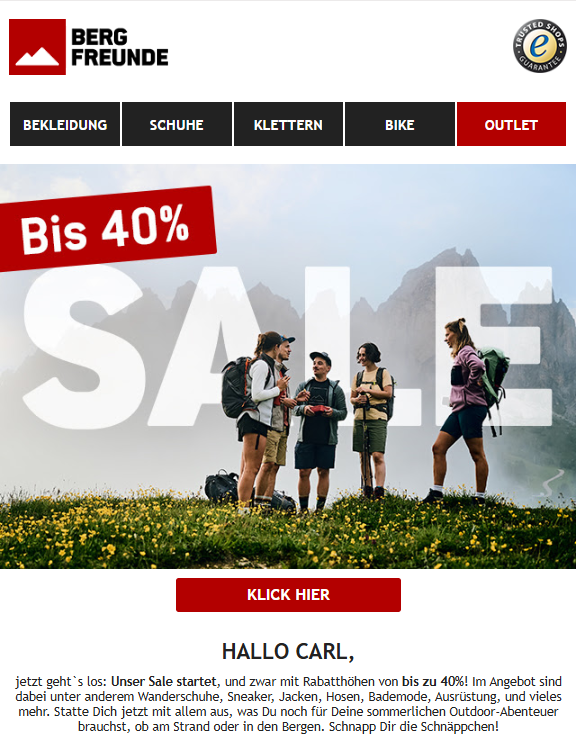 BERG
FREUNDE
TRUSTED SHOPS
e
GUARANTEE
BEKLEIDUNG
SCHUHE
KLETTERN
BIKE
OUTLET
Bis 40%
SALE
KLICK HIER
HALLO CARL,
jetzt geht`s los: Unser Sale startet, und zwar mit Rabatthöhen von bis zu 40%! Im Angebot sind
dabei unter anderem Wanderschuhe, Sneaker, Jacken, Hosen, Bademode, Ausrüstung, und vieles
mehr. Statte Dich jetzt mit allem aus, was Du noch für Deine sommerlichen Outdoor-Abenteuer
brauchst, ob am Strand oder in den Bergen. Schnapp Dir die Schnäppchen!